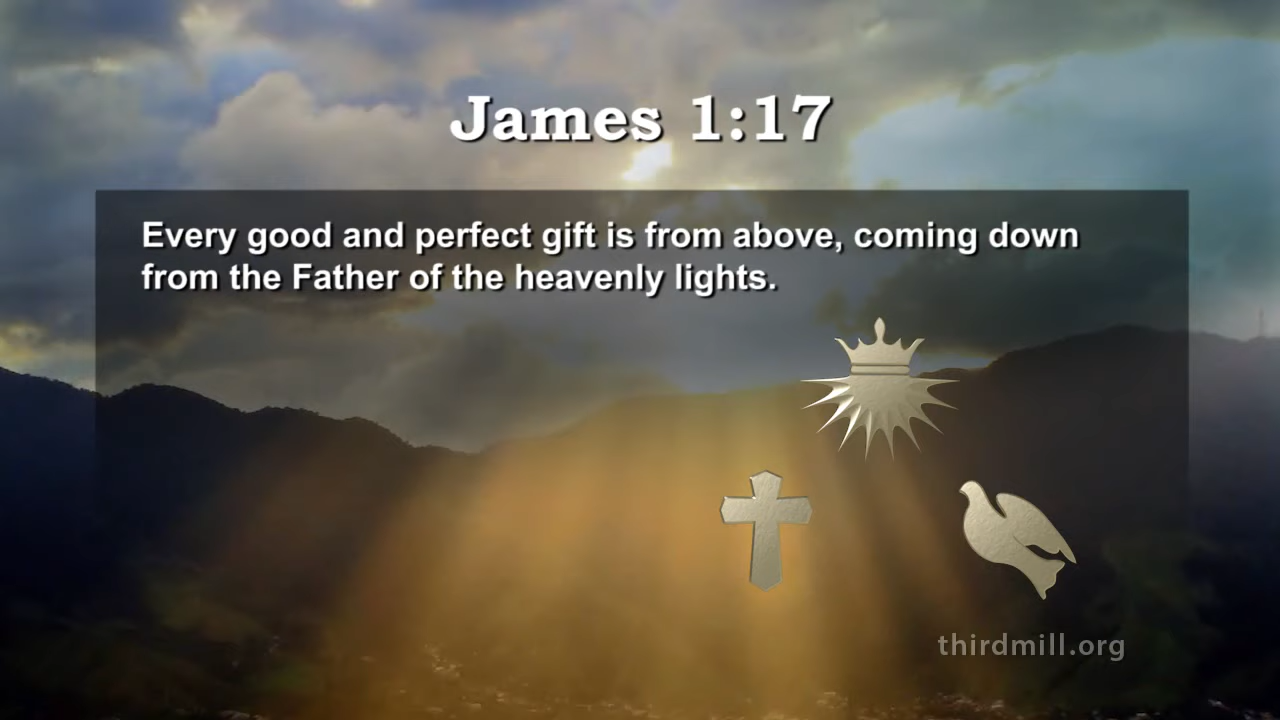 James 1:17
Every good and perfect gift is from above, coming down
from the Father of the heavenly lights.
thirdmill.org